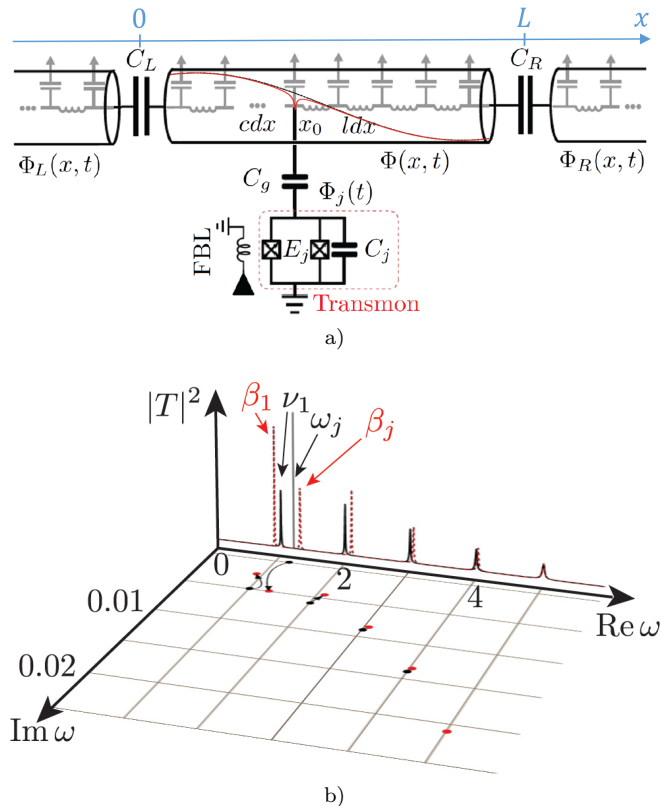 0 L x
C_L C_R
cdx x_0 ldx
Φ_L(x, t) Φ(x, t) Φ_R(x, t)
C_g Φ_j(t)
FBL E_j C_j
Transmon
a)
|T|^2 β_1 ν_1 ω_j β_j
0 2 4 Re ω
0.01
0.02
Im ω
b)